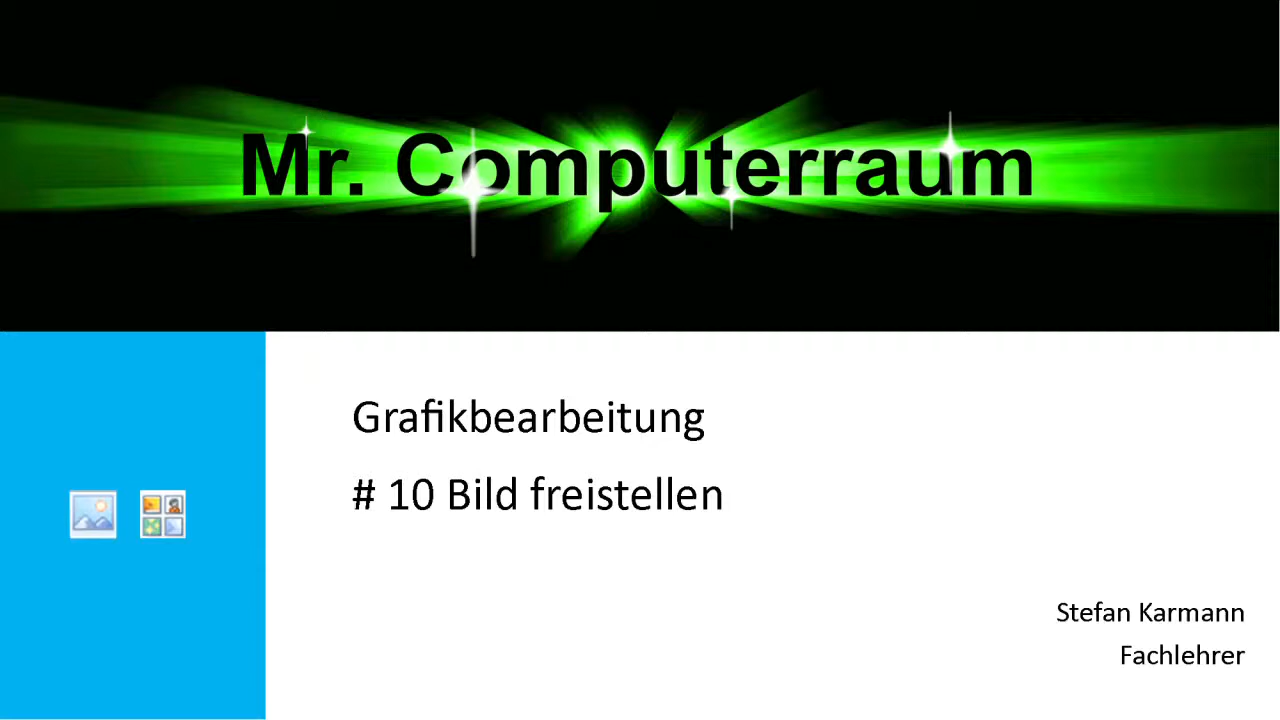 Mr. Computerraum
Grafikbearbeitung
# 10 Bild freistellen
Stefan Karmann
Fachlehrer